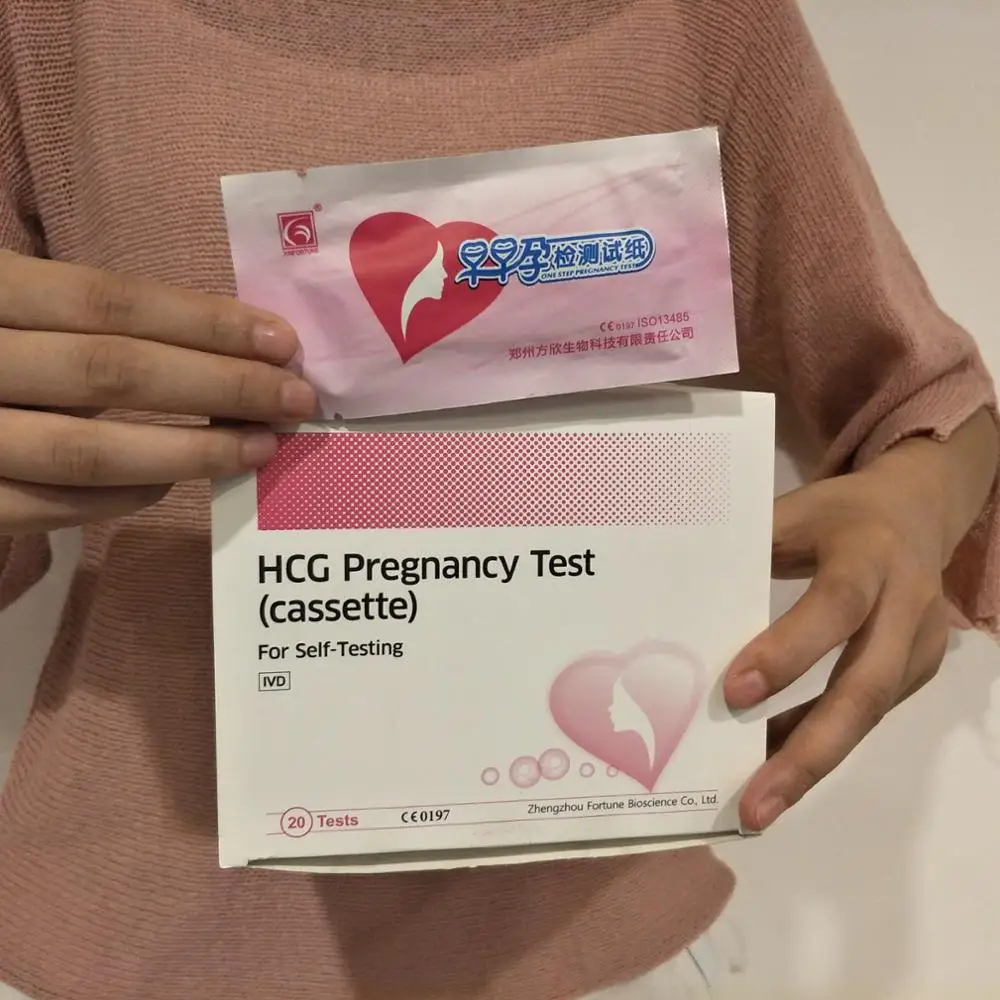 ®
早早孕检测试纸
ONE STEP PREGNANCY TEST
CE 0197 ISO13485
郑州方欣生物科技有限责任公司
HCG Pregnancy Test
(cassette)
For Self-Testing
IVD
20 Tests CE0197 Zhengzhou Fortune Bioscience Co., Ltd.